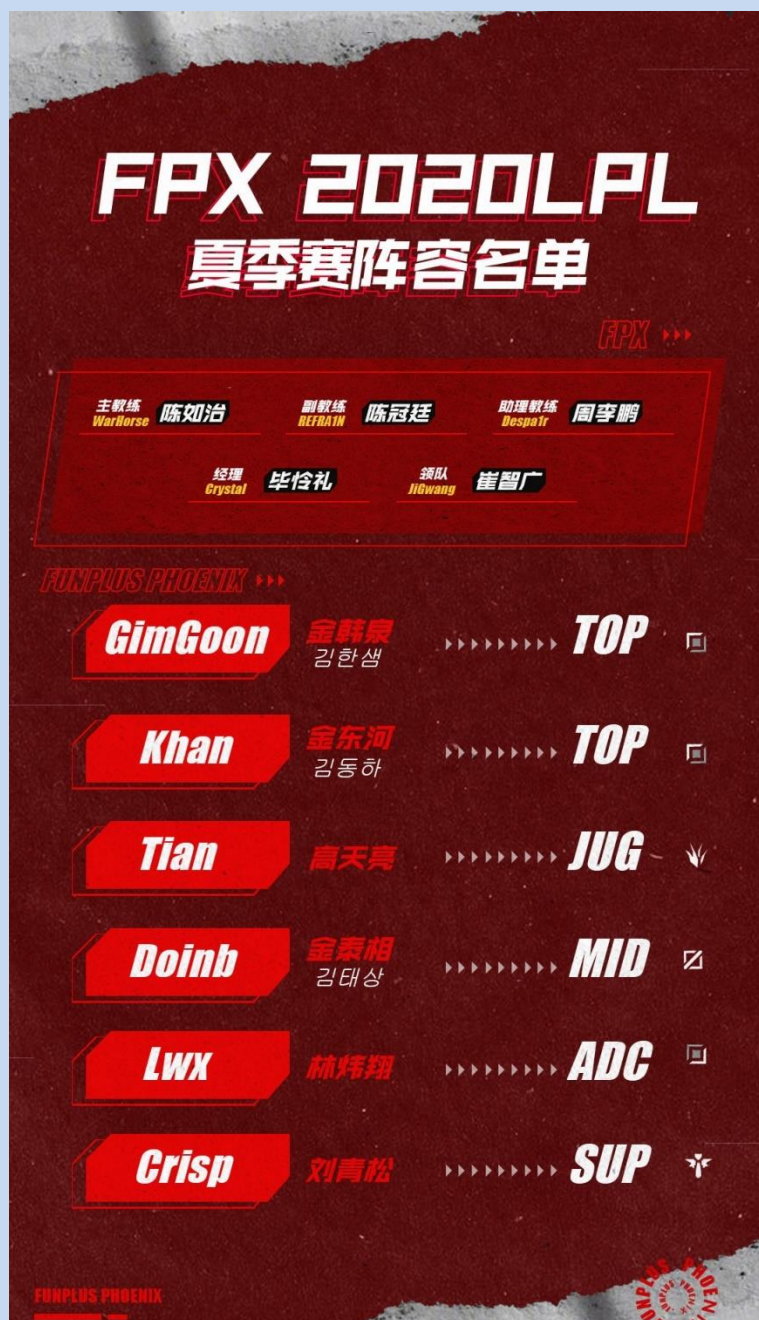 FPX 2020LPL
夏季赛阵容名单
FPX
主教练 WarHorse 陈如治
副教练 REFRA1N 陈冠廷
助理教练 Despa1r 周李鹏
经理 Crystal 毕怜礼
领队 JiGwang 崔智广
FUNPLUS PHOENIX
GimGoon 金韩泉 김한샘 TOP
Khan 金东河 김동하 TOP
Tian 高天亮 JUG
Doinb 金泰相 김태상 MID
Lwx 林炜翔 ADC
Crisp 刘青松 SUP
FUNPLUS PHOENIX
FUNPLUS PHOENIX